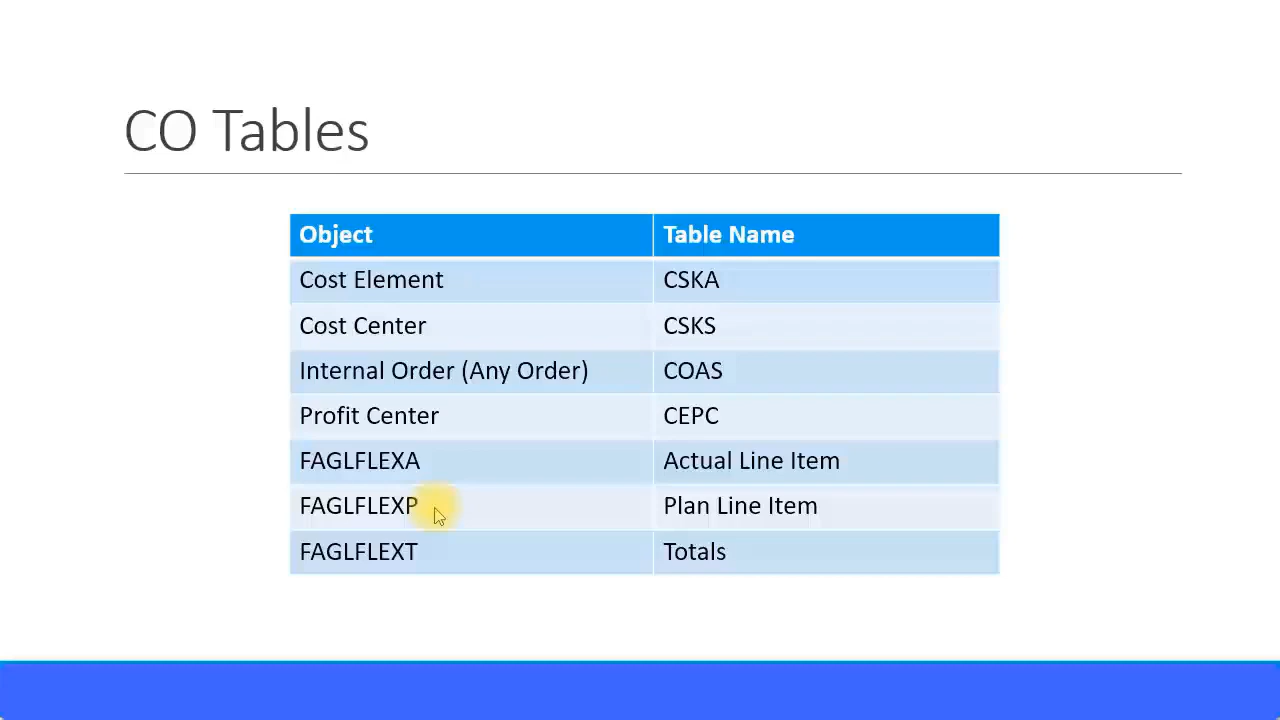 CO Tables
Object Table Name
Cost Element CSKA
Cost Center CSKS
Internal Order (Any Order) COAS
Profit Center CEPC
FAGLFLEXA Actual Line Item
FAGLFLEXP Plan Line Item
FAGLFLEXT Totals